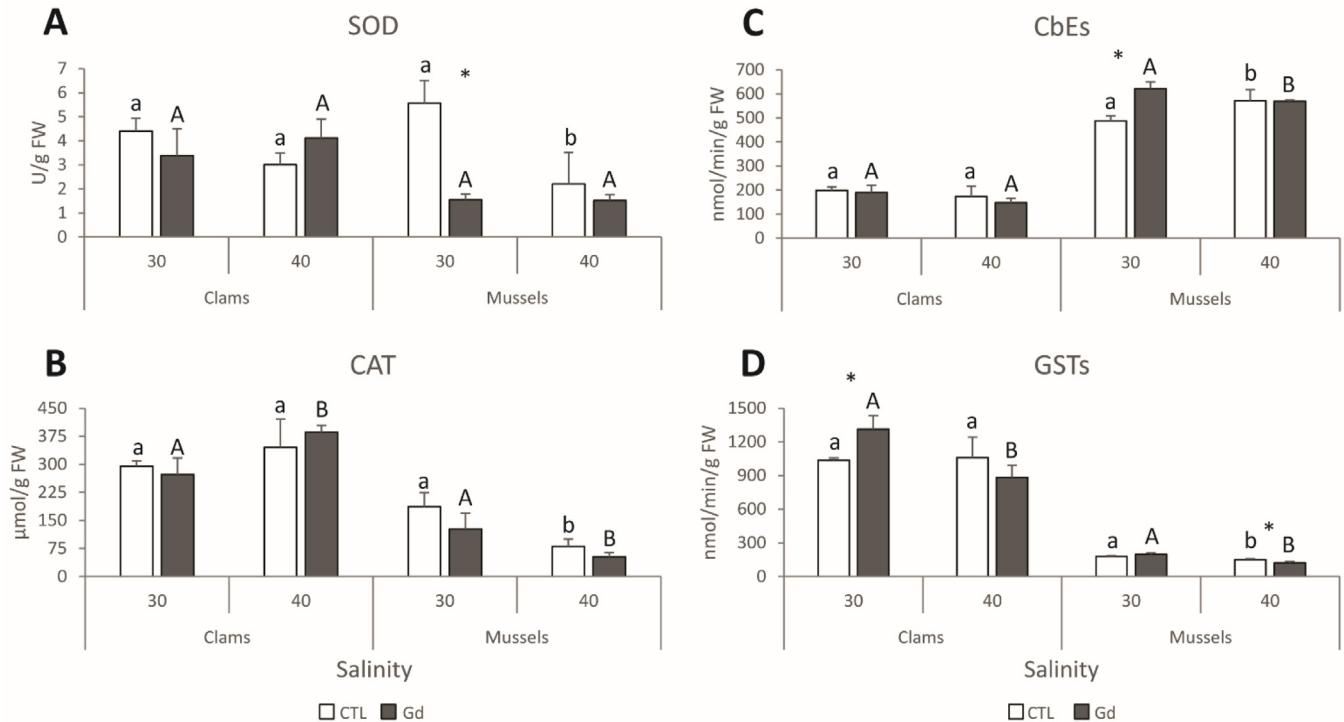 A
SOD
U/g FW
7
6
5
4
3
2
1
0
a
A
a
A
a
*
A
b
A
30
40
30
40
Clams
Mussels
C
CbEs
nmol/min/g FW
700
600
500
400
300
200
100
0
a
A
a
A
*
a
A
b
B
30
40
30
40
Clams
Mussels
B
CAT
µmol/g FW
450
375
300
225
150
75
0
a
A
a
B
a
A
b
B
30
40
30
40
Clams
Mussels
Salinity
CTL Gd
D
GSTs
nmol/min/g FW
1500
1200
900
600
300
0
*
a
A
a
B
a
A
b
*
B
30
40
30
40
Clams
Mussels
Salinity
CTL Gd